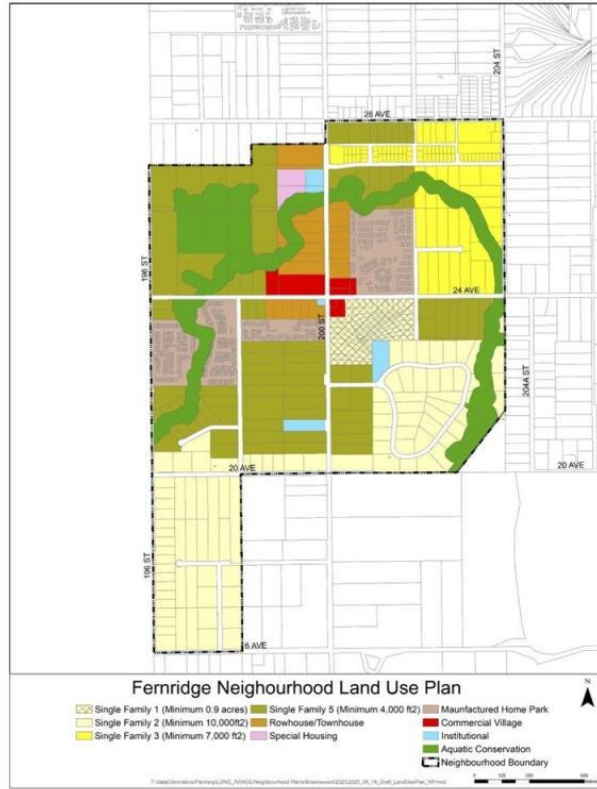 204 ST
28 AVE
196 ST
24 AVE
200 ST
204A ST
20 AVE
20 AVE
196 ST
6 AVE
Fernridge Neighourhood Land Use Plan
N
Single Family 1 (Minimum 0.9 acres)
Single Family 5 (Minimum 4,000 ft2)
Maunfactured Home Park
Single Family 2 (Minimum 10,000ft2)
Rowhouse/Townhouse
Commercial Village
Single Family 3 (Minimum 7,000 ft2)
Special Housing
Institutional
Aquatic Conservation
Neighbourhood Boundary